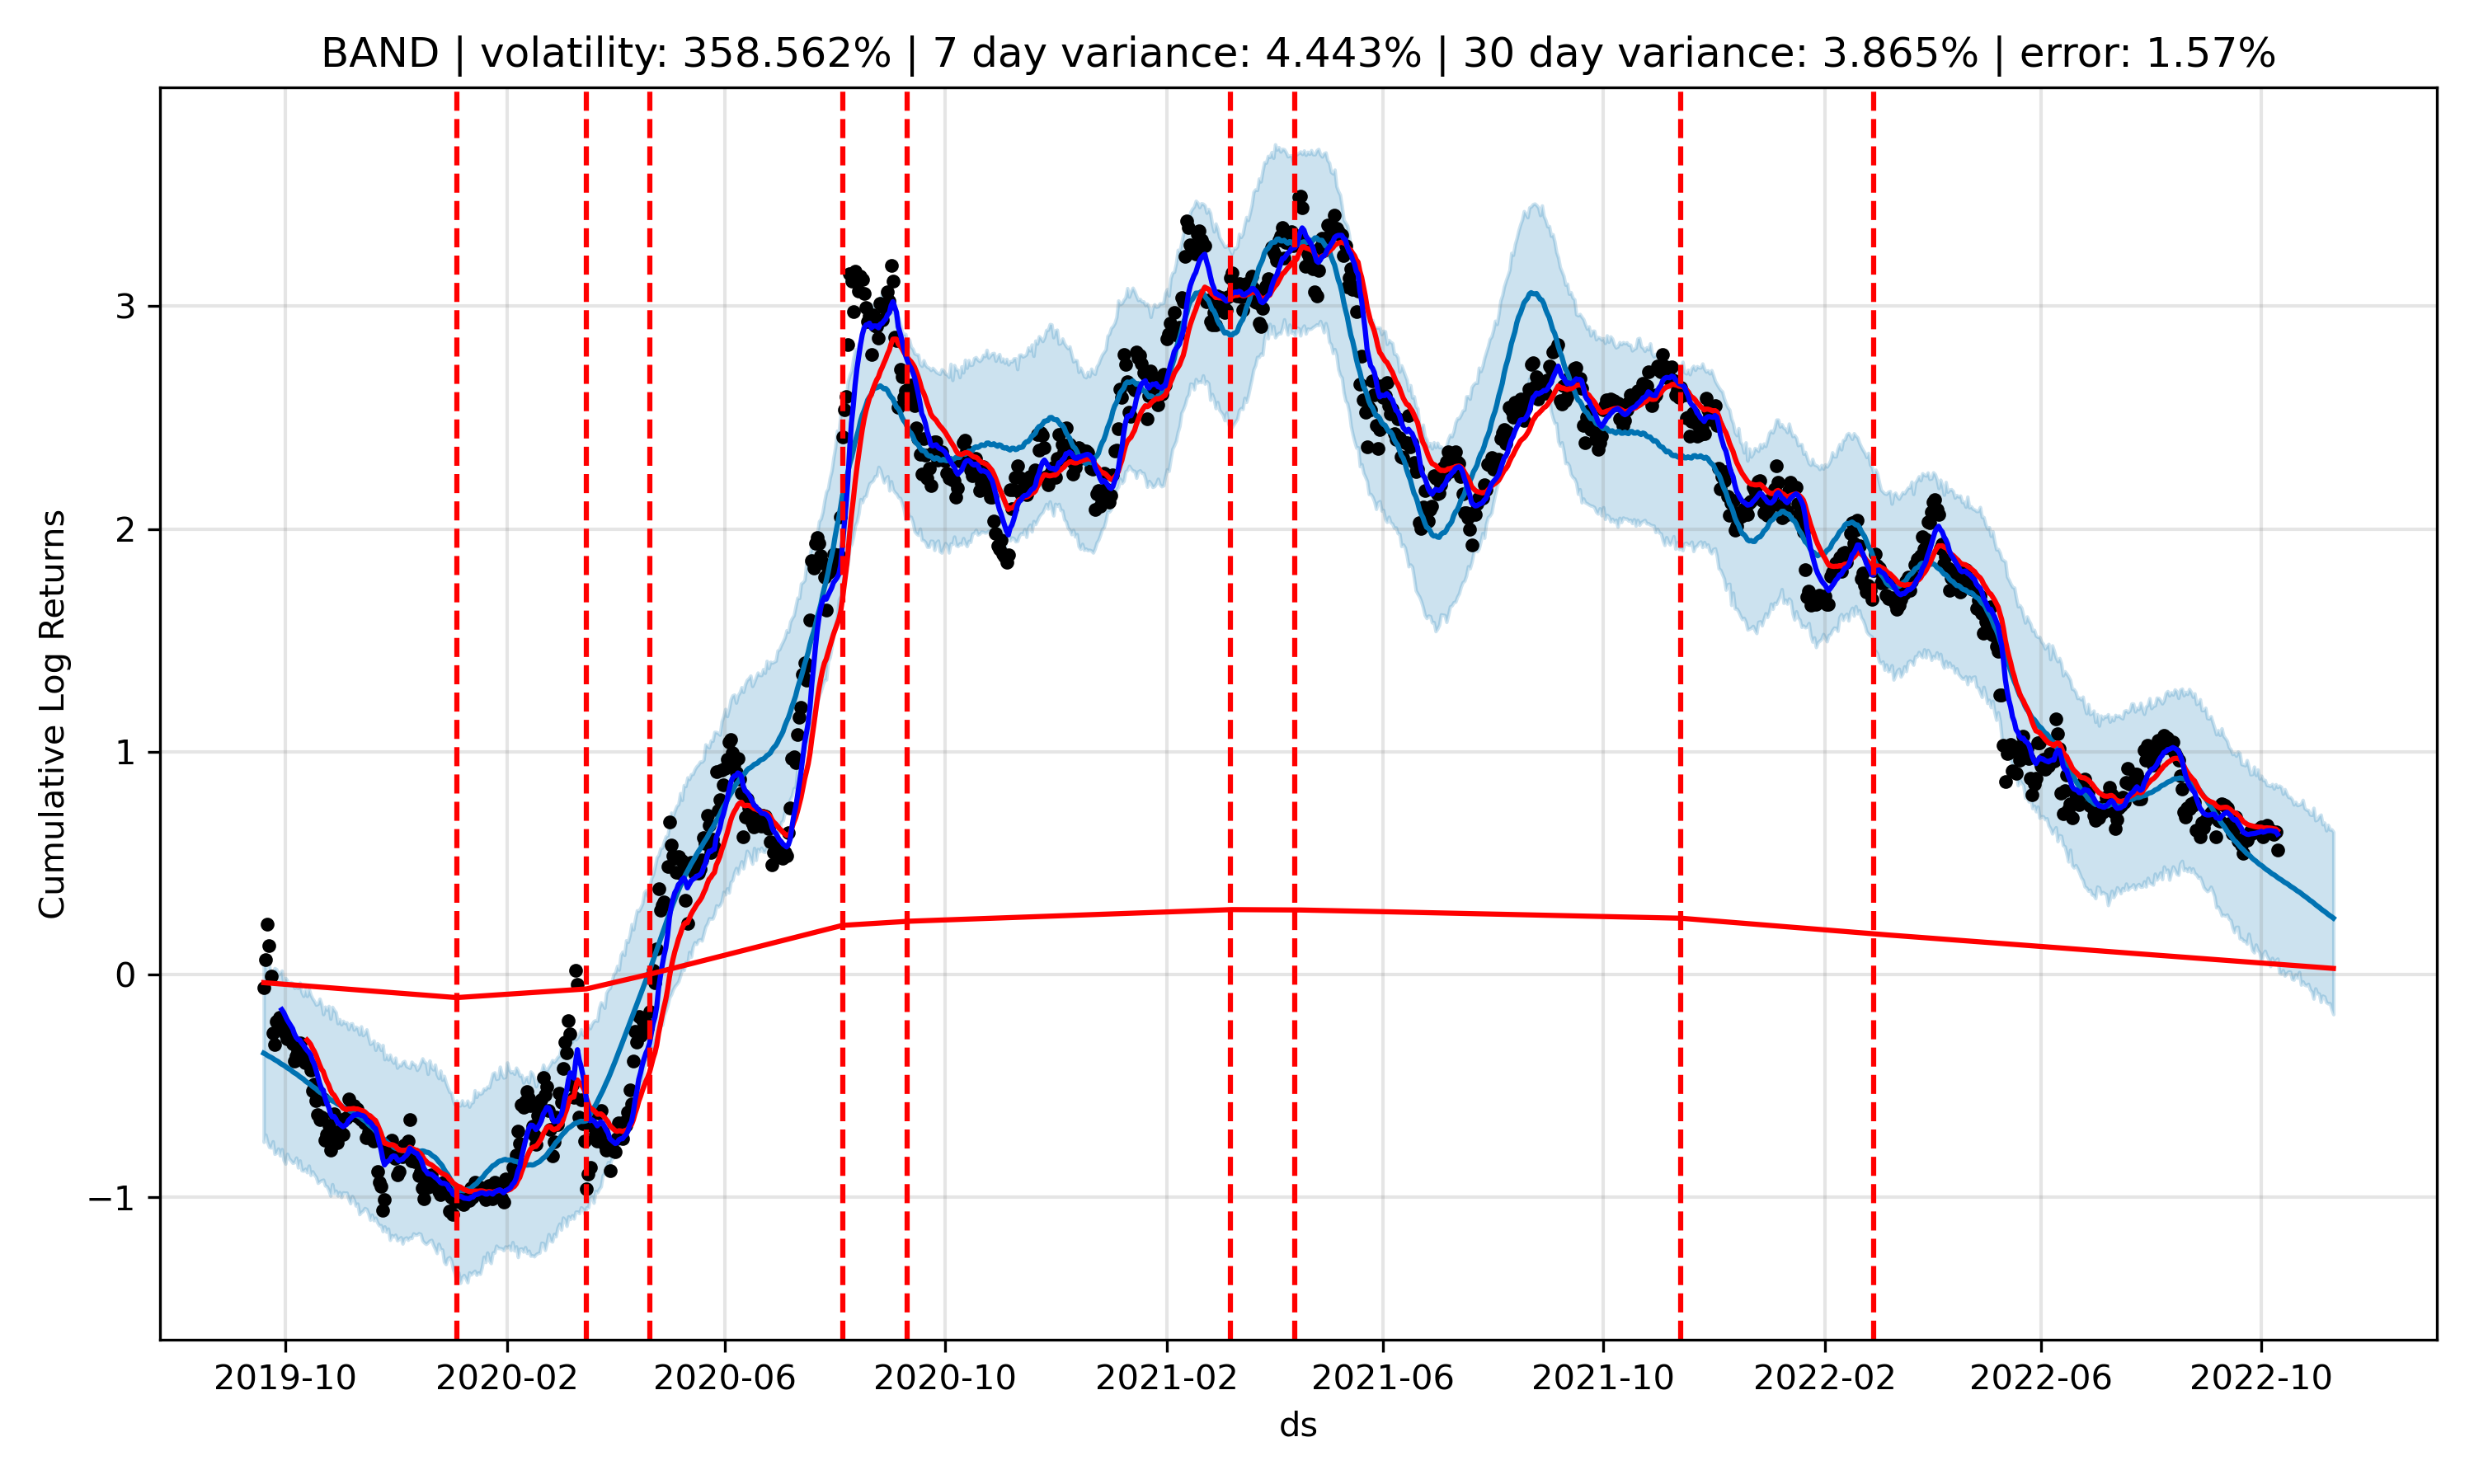 BAND | volatility: 358.562% | 7 day variance: 4.443% | 30 day variance: 3.865% | error: 1.57%
Cumulative Log Returns
3
2
1
0
−1
2019-10 2020-02 2020-06 2020-10 2021-02 2021-06 2021-10 2022-02 2022-06 2022-10
ds